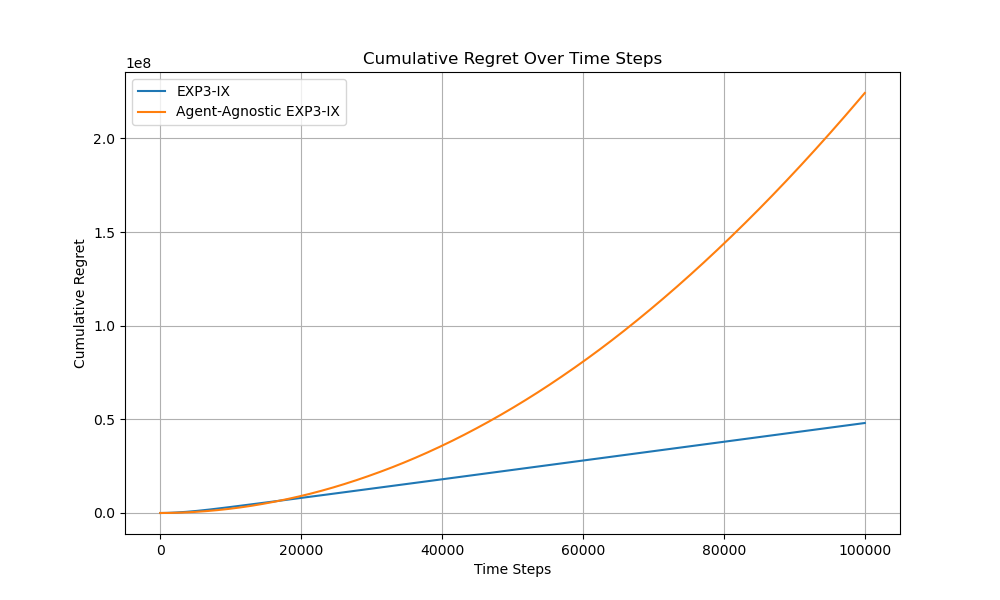 Cumulative Regret Over Time Steps
1e8
EXP3-IX
Agent-Agnostic EXP3-IX
2.0
1.5
1.0
0.5
0.0
Cumulative Regret
0 20000 40000 60000 80000 100000
Time Steps